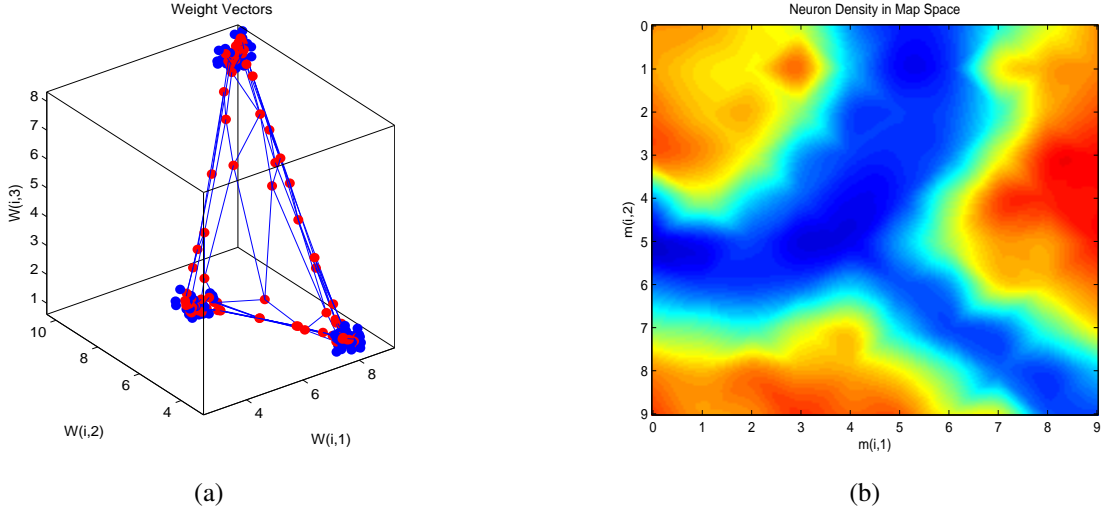 Weight Vectors
8
7
6
5
4
3
2
1
W(i,3)
10
8
6
4
W(i,2)
4
6
8
W(i,1)
(a)
Neuron Density in Map Space
0
1
2
3
4
5
6
7
8
9
m(i,2)
0 1 2 3 4 5 6 7 8 9
m(i,1)
(b)